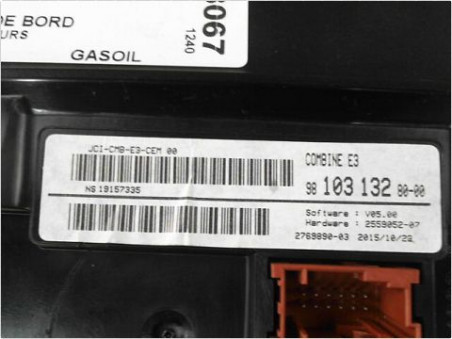 DE BORD
URS
GASOIL
3067
1240
JCI-CMB-E3-CEM 00
COMBINE E3
NS 19157335
98 103 132 80-00
Software : V05.00
Hardware : 2559052-07
2769890-03 2015/10/22